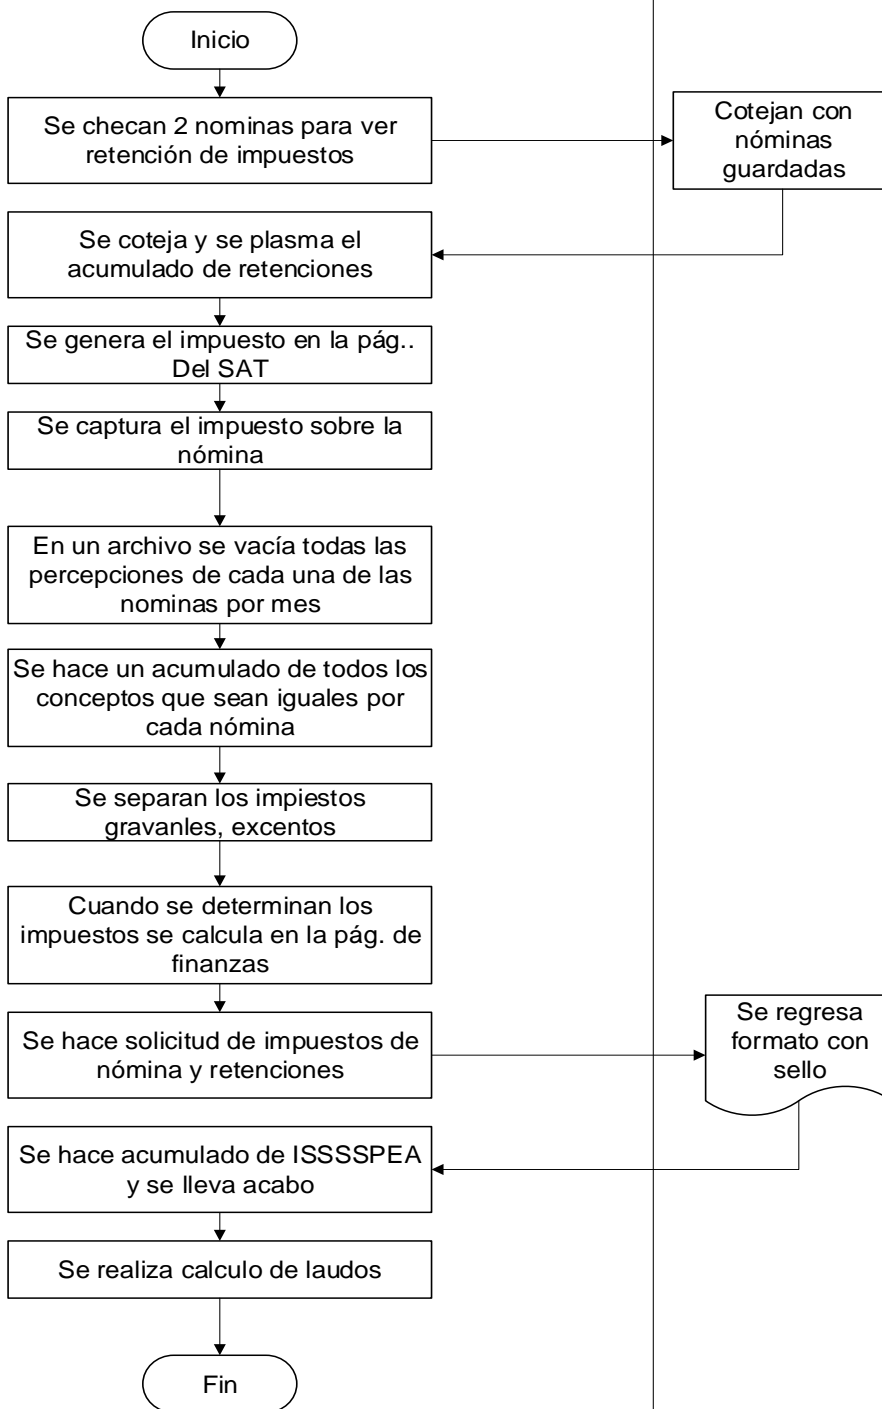 Inicio
Se checan 2 nominas para ver
retención de impuestos
Cotejan con
nóminas
guardadas
Se coteja y se plasma el
acumulado de retenciones
Se genera el impuesto en la pág..
Del SAT
Se captura el impuesto sobre la
nómina
En un archivo se vacía todas las
percepciones de cada una de las
nominas por mes
Se hace un acumulado de todos los
conceptos que sean iguales por
cada nómina
Se separan los impiestos
gravanles, excentos
Cuando se determinan los
impuestos se calcula en la pág. de
finanzas
Se hace solicitud de impuestos de
nómina y retenciones
Se regresa
formato con
sello
Se hace acumulado de ISSSSPEA
y se lleva acabo
Se realiza calculo de laudos
Fin